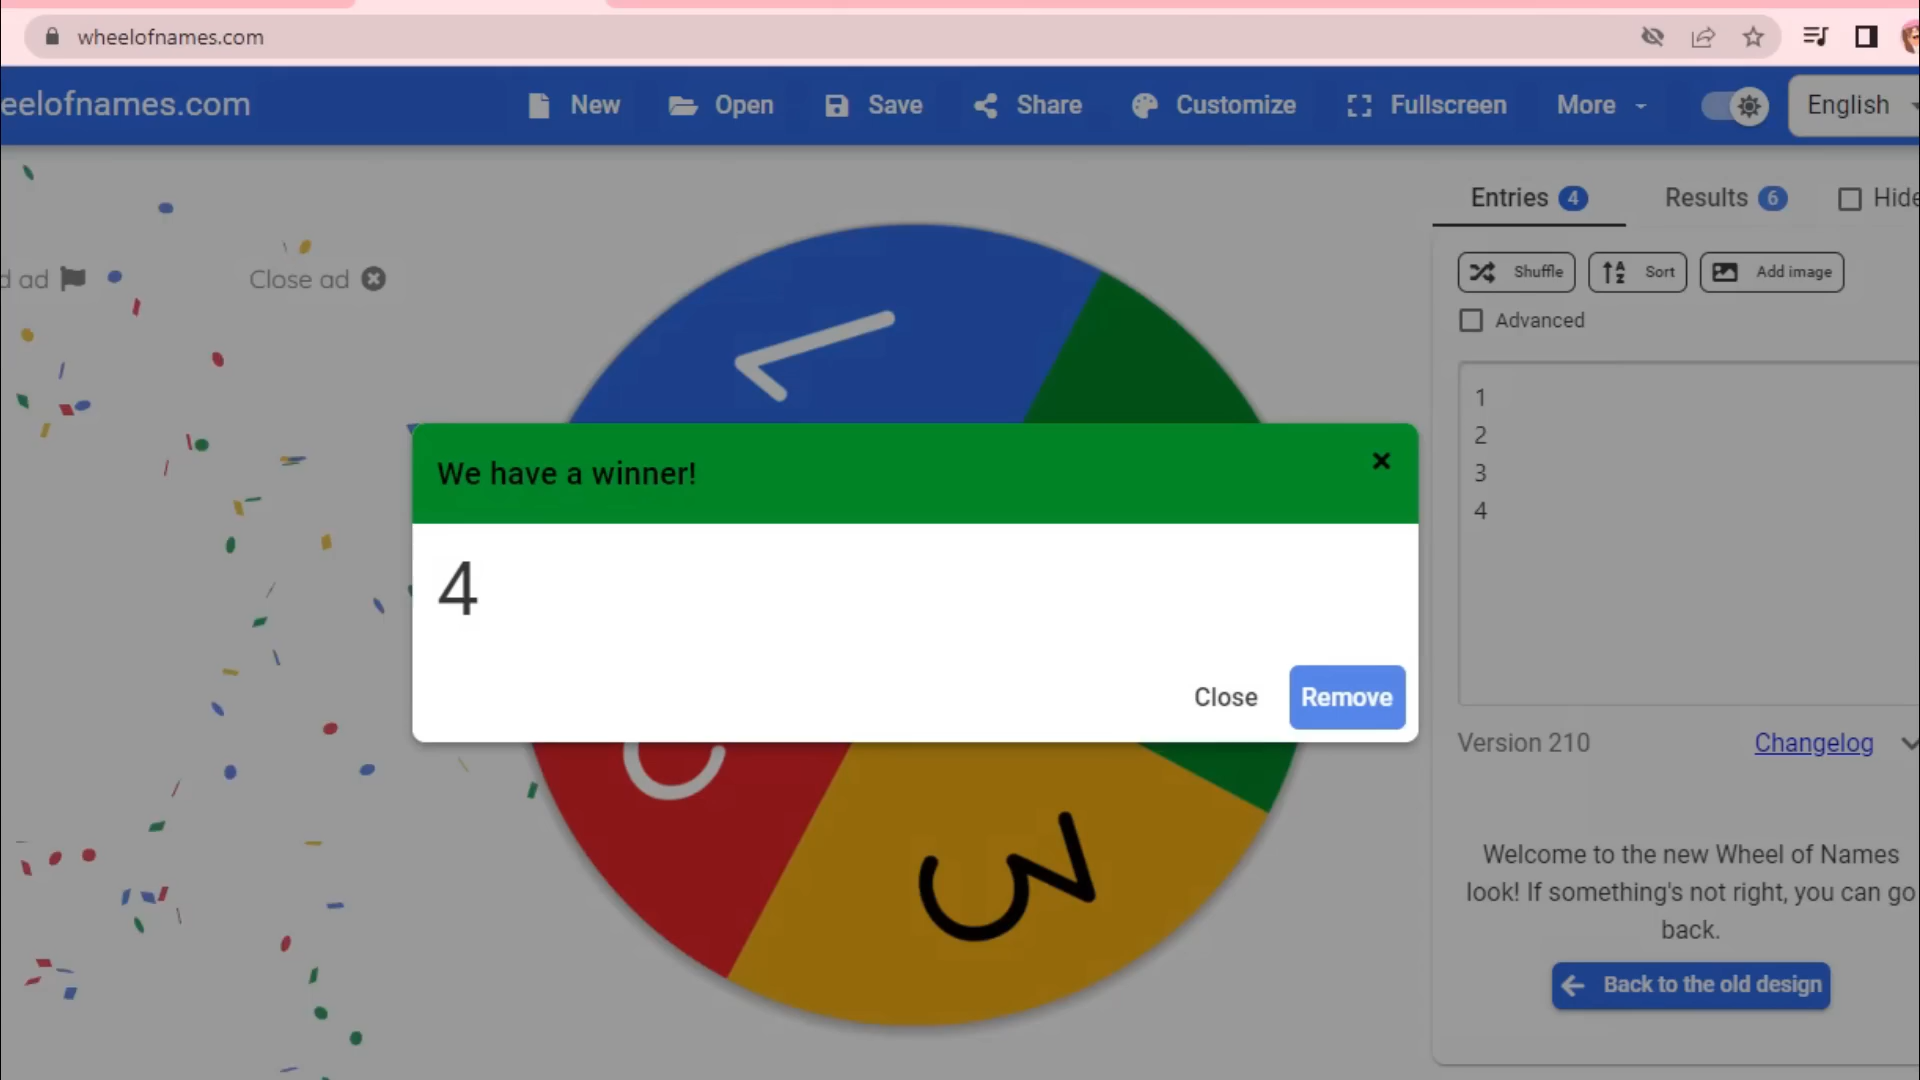 wheelofnames.com
eelofnames.com
New
Open
Save
Share
Customize
Fullscreen
More
English
Entries 4
Results 6
Hide
d ad
Close ad
Shuffle
Sort
Add image
Advanced
1
2
3
4
1
We have a winner!
4
Close
Remove
3
Version 210
Changelog
Welcome to the new Wheel of Names
look! If something's not right, you can go
back.
Back to the old design